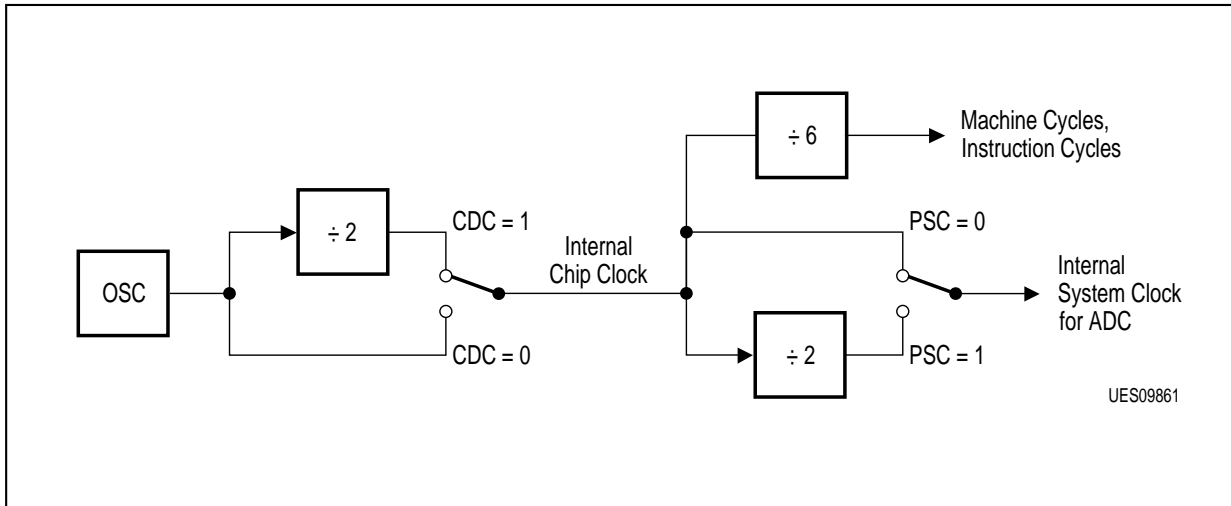 ÷ 6
Machine Cycles,
Instruction Cycles
÷ 2
CDC = 1
PSC = 0
Internal
Chip Clock
Internal
System Clock
for ADC
OSC
CDC = 0
÷ 2
PSC = 1
UES09861